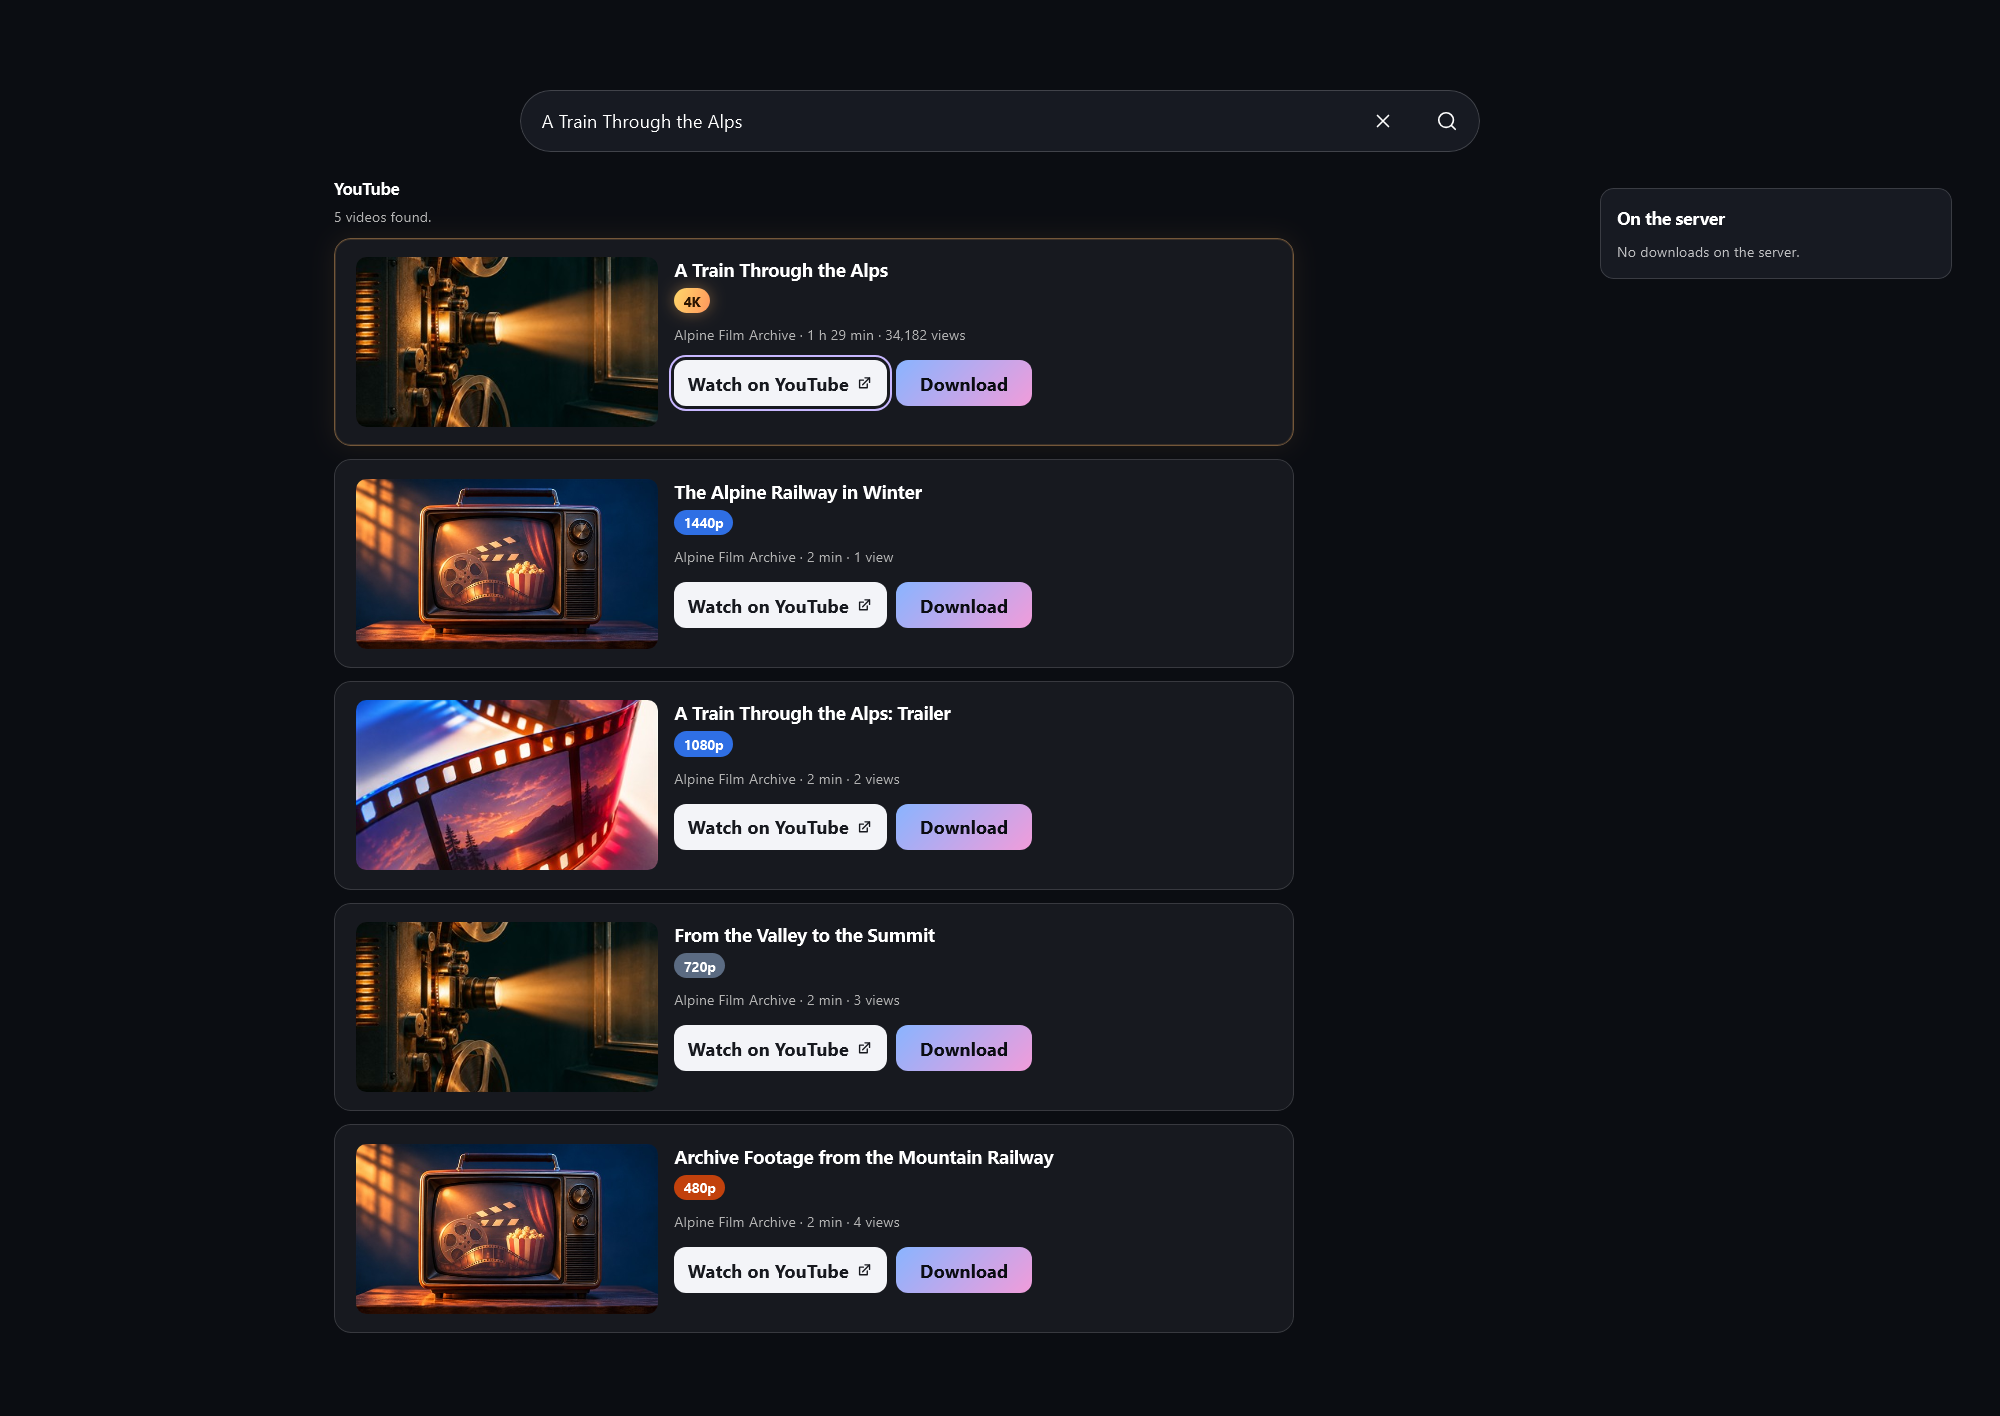 A Train Through the Alps
YouTube
5 videos found.
A Train Through the Alps
4K
Alpine Film Archive · 1 h 29 min · 34,182 views
Watch on YouTube
Download
The Alpine Railway in Winter
1440p
Alpine Film Archive · 2 min · 1 view
Watch on YouTube
Download
A Train Through the Alps: Trailer
1080p
Alpine Film Archive · 2 min · 2 views
Watch on YouTube
Download
From the Valley to the Summit
720p
Alpine Film Archive · 2 min · 3 views
Watch on YouTube
Download
Archive Footage from the Mountain Railway
480p
Alpine Film Archive · 2 min · 4 views
Watch on YouTube
Download
On the server
No downloads on the server.